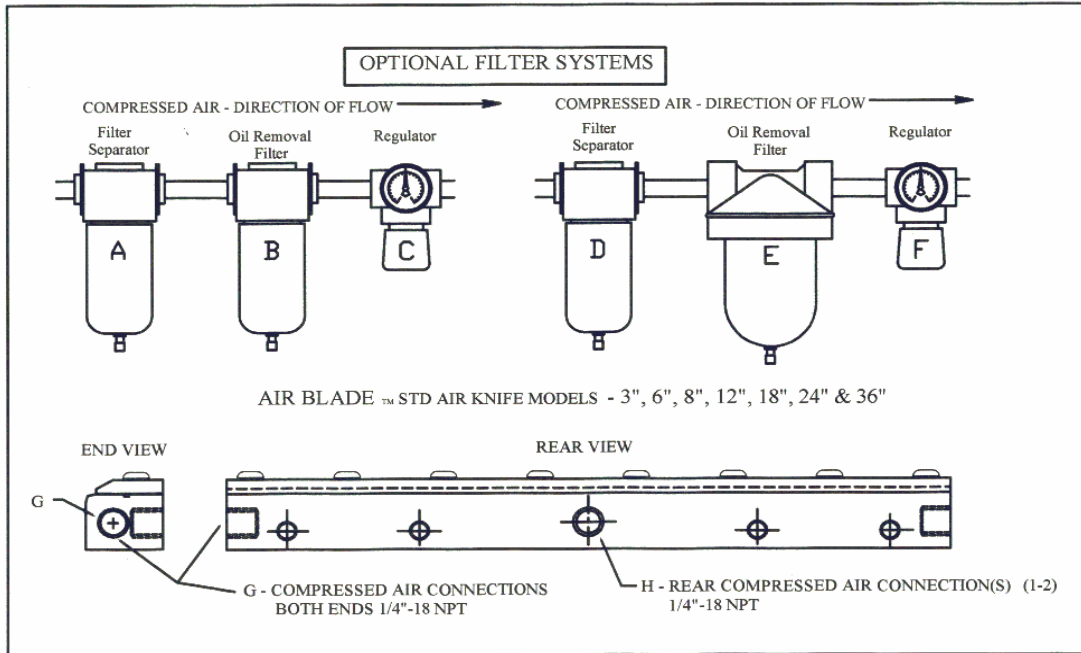 OPTIONAL FILTER SYSTEMS
COMPRESSED AIR - DIRECTION OF FLOW
COMPRESSED AIR - DIRECTION OF FLOW
Filter
Separator
Oil Removal
Filter
Regulator
Filter
Separator
Oil Removal
Filter
Regulator
A
B
C
D
E
F
AIR BLADE ™ STD AIR KNIFE MODELS - 3", 6", 8", 12", 18", 24" & 36"
END VIEW
REAR VIEW
G
G - COMPRESSED AIR CONNECTIONS
BOTH ENDS 1/4"-18 NPT
H - REAR COMPRESSED AIR CONNECTION(S) (1-2)
1/4"-18 NPT